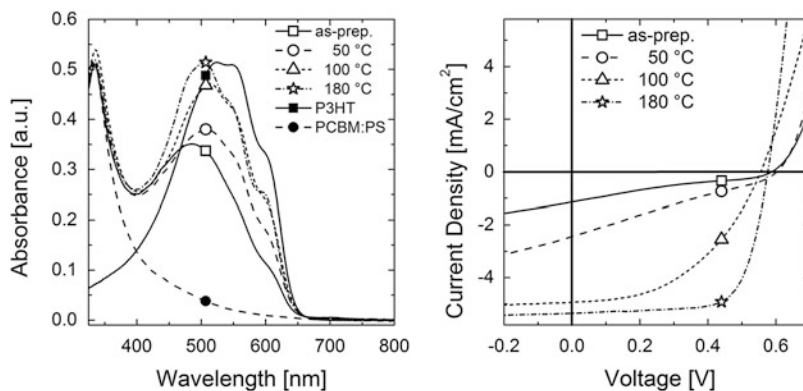 0.6
0.5
0.4
0.3
0.2
0.1
0.0
Absorbance [a.u.]
400 500 600 700 800
Wavelength [nm]
as-prep.
50 °C
100 °C
180 °C
P3HT
PCBM:PS
4
2
0
-2
-4
Current Density [mA/cm²]
-0.2 0.0 0.2 0.4 0.6
Voltage [V]
as-prep.
50 °C
100 °C
180 °C